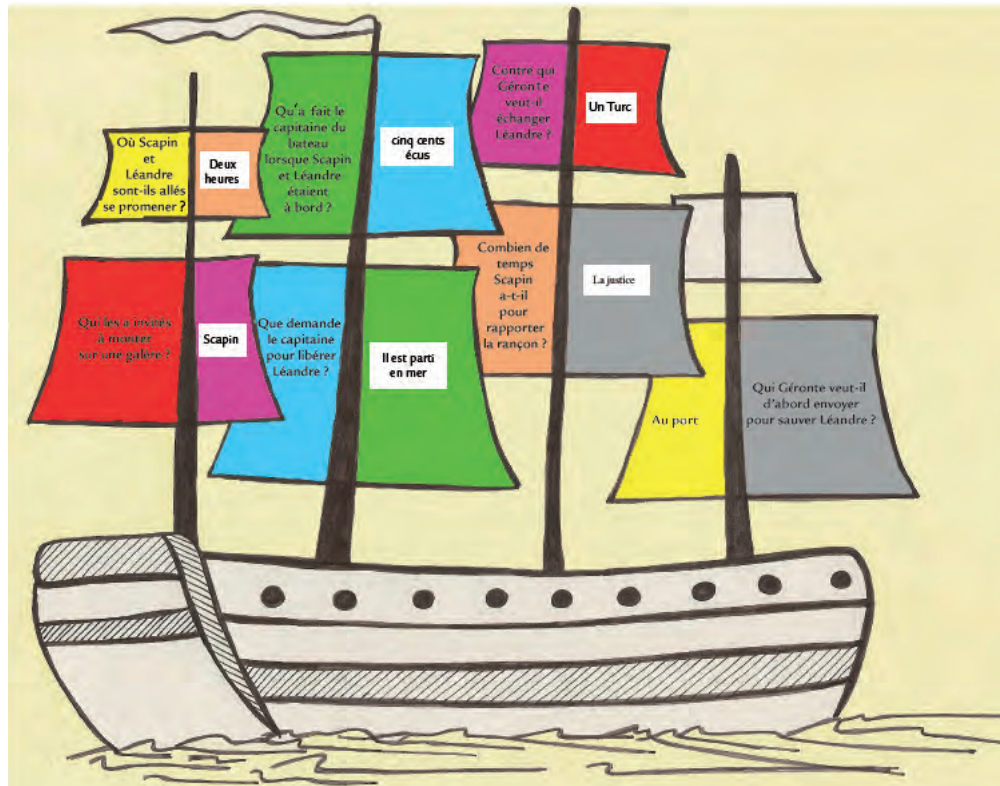 Où Scapin
et
Léandre
sont-ils allés
se promener ?
Deux
heures
Qu'a fait le
capitaine du
bateau
lorsque Scapin
et Léandre
étaient
à bord ?
cinq cents
écus
Contre qui
Géronte
veut-il
échanger
Léandre ?
Un Turc
Qui les a invités
à monter
sur une galère ?
Scapin
Que demande
le capitaine
pour libérer
Léandre ?
Il est parti
en mer
Combien de
temps
Scapin
a-t-il
pour
rapporter
la rançon ?
La justice
Au port
Qui Géronte veut-il
d'abord envoyer
pour sauver Léandre ?